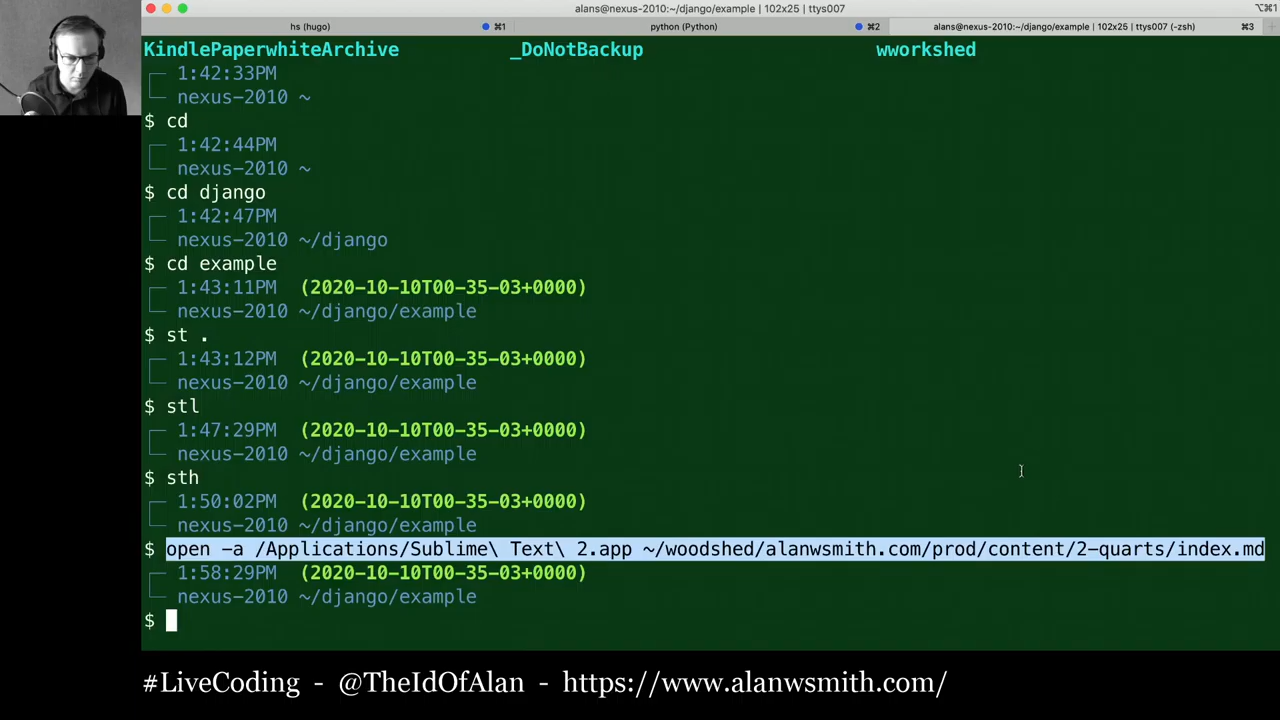 alans@nexus-2010:~/django/example | 102x25 | ttys007
⌥⌘1
hs (hugo) ⌘1 python (Python) ⌘2 alans@nexus-2010:~/django/example | 102x25 | ttys007 (-zsh) ⌘3
KindlePaperwhiteArchive _DoNotBackup wworkshed
1:42:33PM
nexus-2010 ~
$ cd
1:42:44PM
nexus-2010 ~
$ cd django
1:42:47PM
nexus-2010 ~/django
$ cd example
1:43:11PM (2020-10-10T00-35-03+0000)
nexus-2010 ~/django/example
$ st .
1:43:12PM (2020-10-10T00-35-03+0000)
nexus-2010 ~/django/example
$ stl
1:47:29PM (2020-10-10T00-35-03+0000)
nexus-2010 ~/django/example
$ sth
1:50:02PM (2020-10-10T00-35-03+0000)
nexus-2010 ~/django/example
$ open -a /Applications/Sublime\ Text\ 2.app ~/woodshed/alanwsmith.com/prod/content/2-quarts/index.md
1:58:29PM (2020-10-10T00-35-03+0000)
nexus-2010 ~/django/example
$
#LiveCoding - @TheIdOfAlan - https://www.alanwsmith.com/